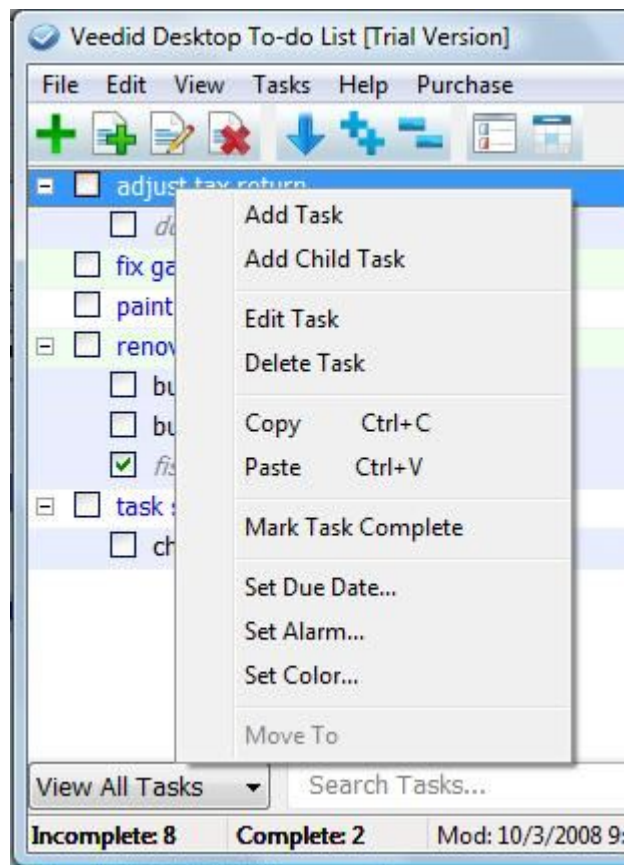 Veedid Desktop To-do List [Trial Version]
File Edit View Tasks Help Purchase
adjust tax return
fix
paint
Add Task
Add Child Task
Edit Task
Delete Task
Copy Ctrl+C
Paste Ctrl+V
Mark Task Complete
task
Set Due Date...
Set Alarm...
Set Color...
Move To
View All Tasks
Search Tasks...
Incomplete: 8 Complete: 2 Mod: 10/3/2008 9: